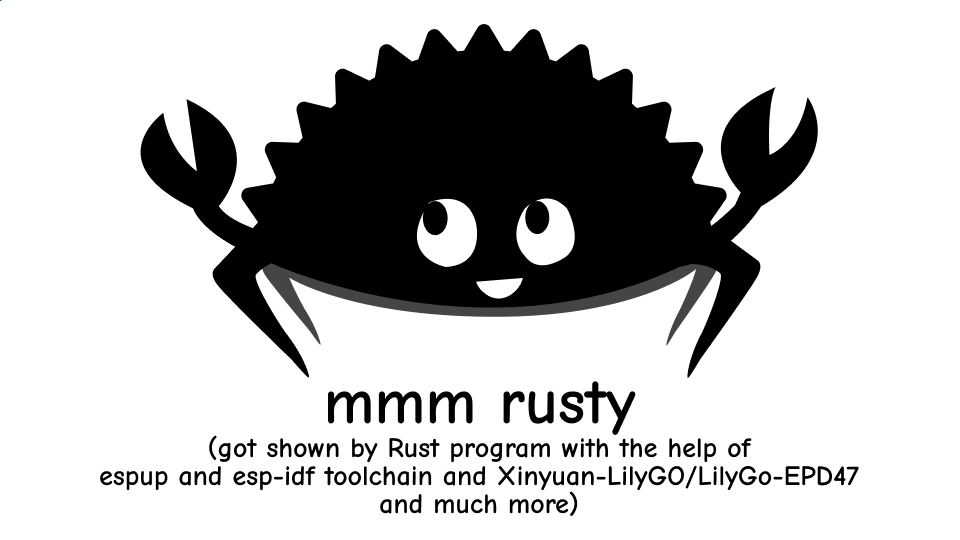 mmm rusty
(got shown by Rust program with the help of
espup and esp-idf toolchain and Xinyuan-LilyGO/LilyGo-EPD47
and much more)